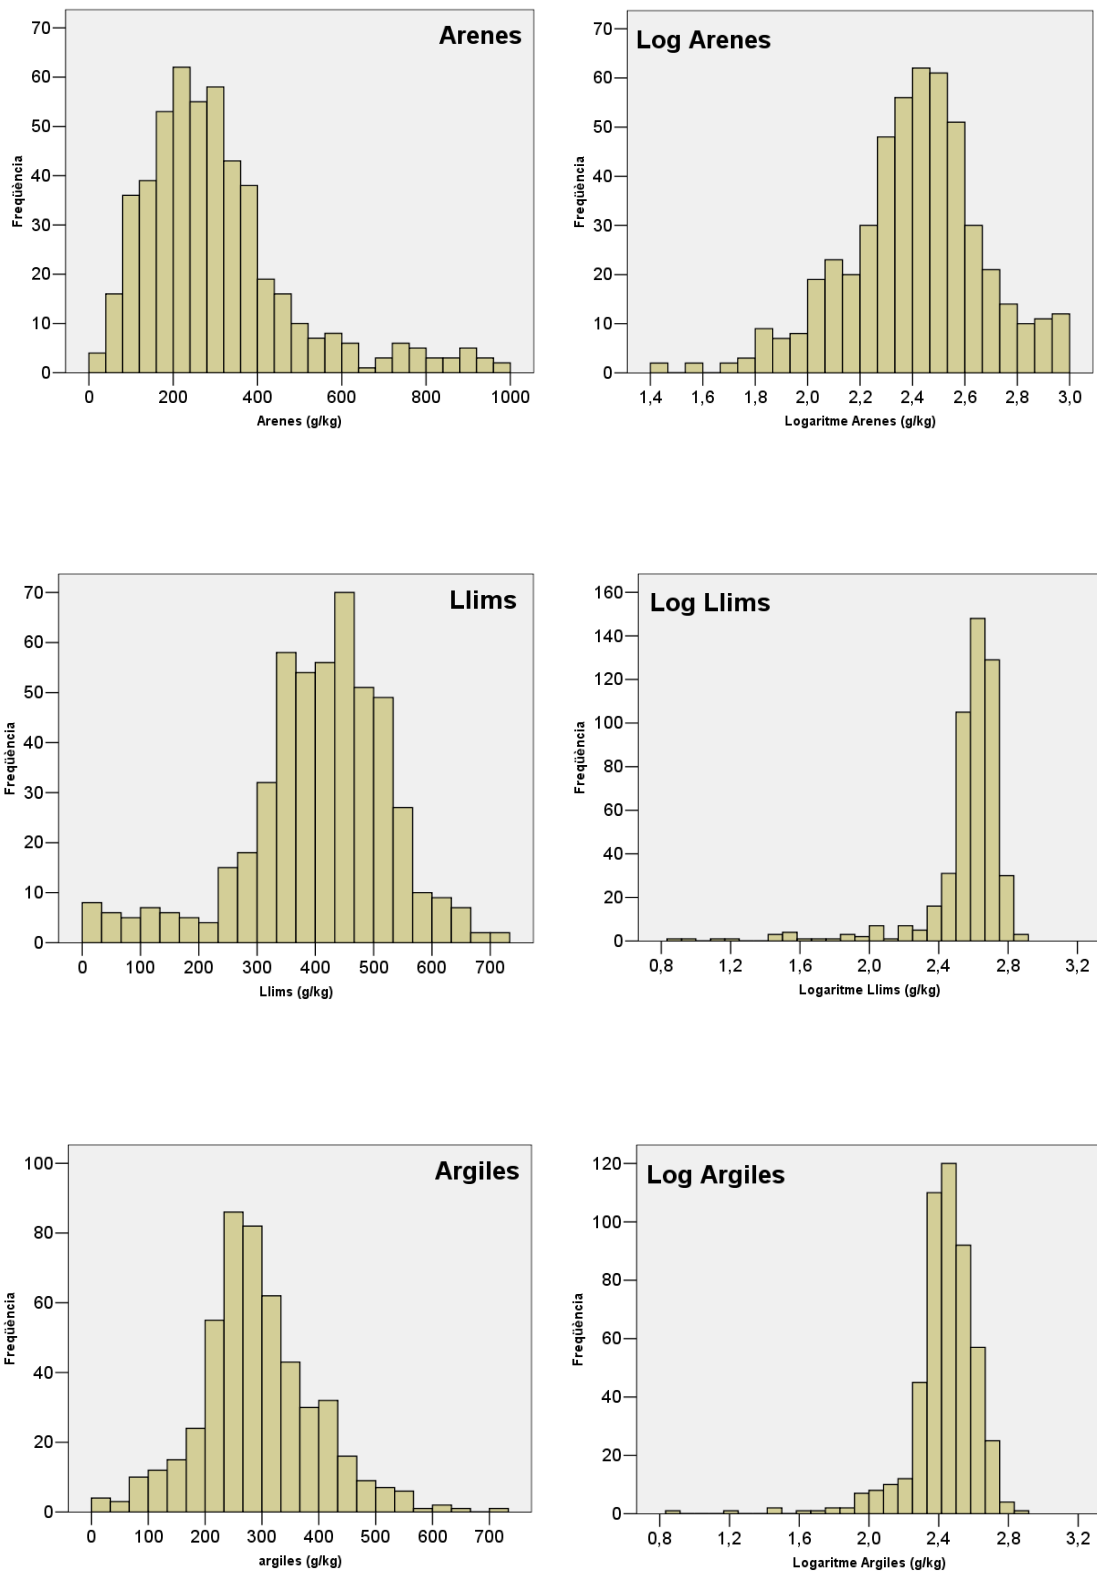 Arenes
70
60
50
40
30
20
10
0
Freqüència
0 200 400 600 800 1000
Arenes (g/kg)
Log Arenes
70
60
50
40
30
20
10
0
Freqüència
1,4 1,6 1,8 2,0 2,2 2,4 2,6 2,8 3,0
Logaritme Arenes (g/kg)
Llims
70
60
50
40
30
20
10
0
Freqüència
0 100 200 300 400 500 600 700
Llims (g/kg)
Log Llims
160
140
120
100
80
60
40
20
0
Freqüència
0,8 1,2 1,6 2,0 2,4 2,8 3,2
Logaritme Llims (g/kg)
Argiles
100
80
60
40
20
0
Freqüència
0 100 200 300 400 500 600 700
argiles (g/kg)
Log Argiles
120
100
80
60
40
20
0
Freqüència
0,8 1,2 1,6 2,0 2,4 2,8 3,2
Logaritme Argiles (g/kg)